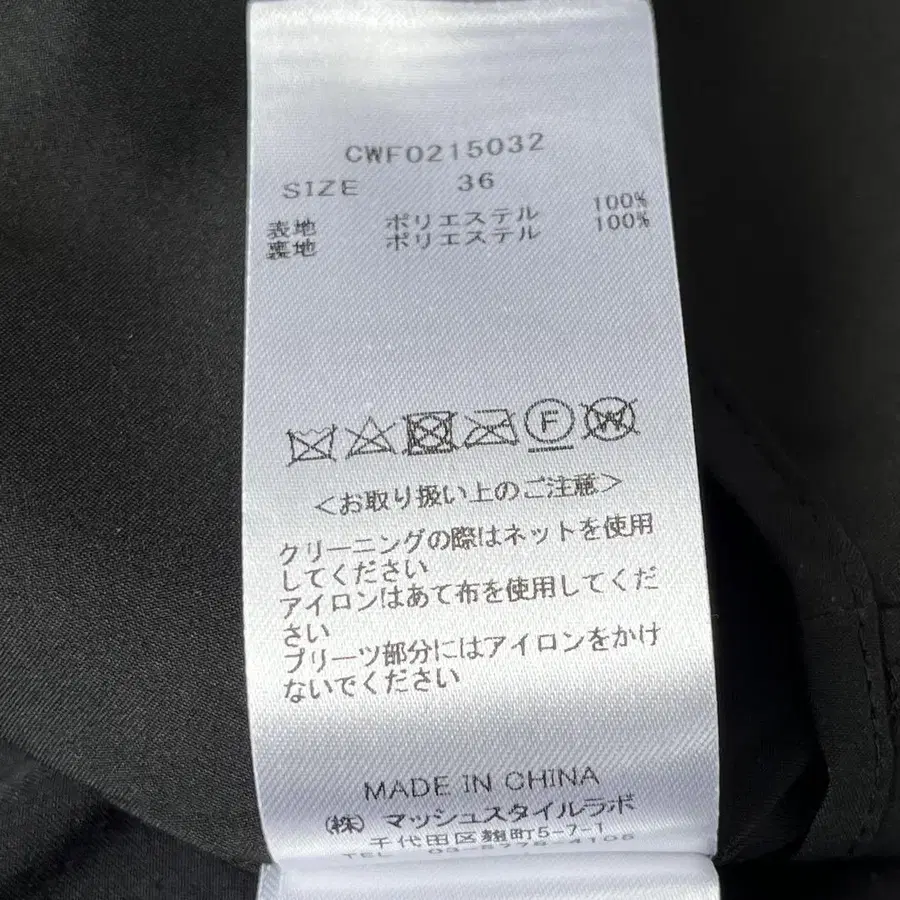 CWF0215032
SIZE 36
表地 ポリエステル 100%
裏地 ポリエステル 100%
F W
<お取り扱い上のご注意>
クリーニングの際はネットを使用
してください
アイロンはあて布を使用してくだ
さい
プリーツ部分にはアイロンをかけ
ないでください
MADE IN CHINA
(株) マッシュスタイルラボ
千代田区麹町5-7-1
TEL